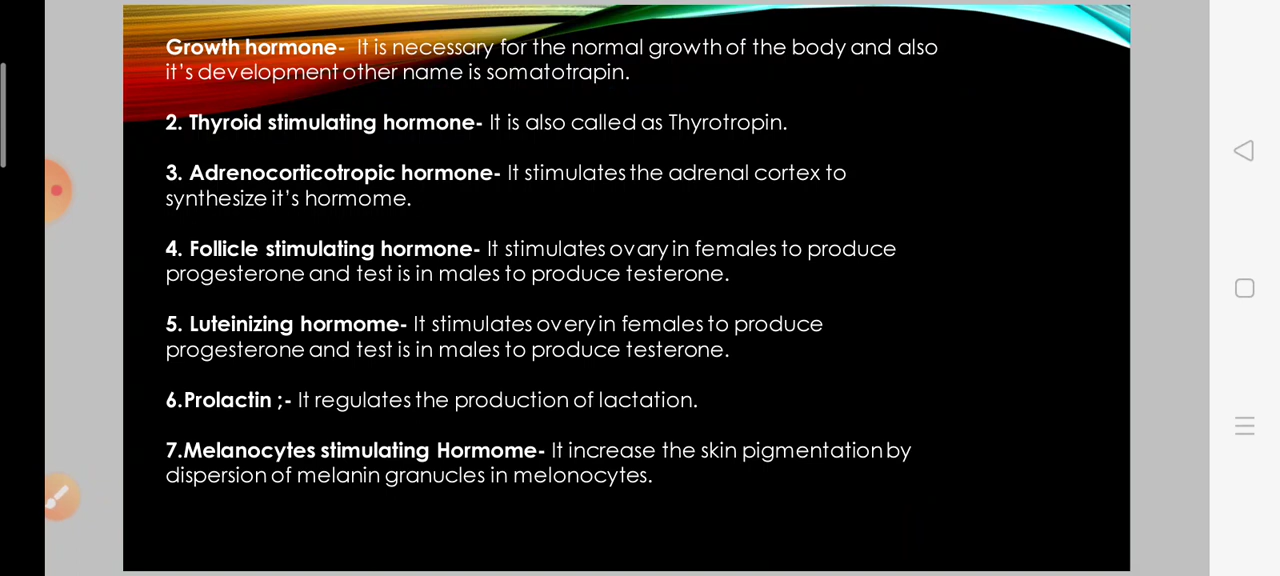 Growth hormone- It is necessary for the normal growth of the body and also
it's development other name is somatotrapin.
2. Thyroid stimulating hormone- It is also called as Thyrotropin.
3. Adrenocorticotropic hormone- It stimulates the adrenal cortex to
synthesize it's hormome.
4. Follicle stimulating hormone- It stimulates ovary in females to produce
progesterone and test is in males to produce testerone.
5. Luteinizing hormome- It stimulates overy in females to produce
progesterone and test is in males to produce testerone.
6.Prolactin ;- It regulates the production of lactation.
7.Melanocytes stimulating Hormome- It increase the skin pigmentation by
dispersion of melanin granucles in melonocytes.